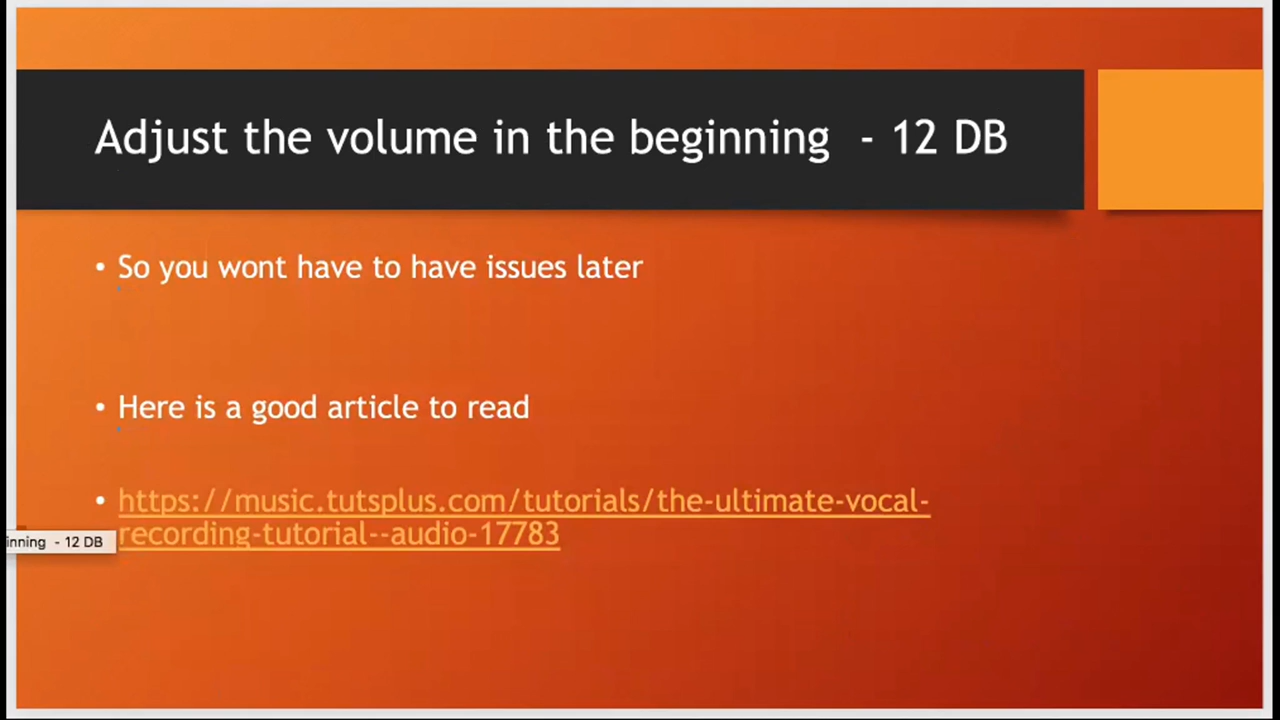 Adjust the volume in the beginning  - 12 DB
• So you wont have to have issues later
• Here is a good article to read
• https://music.tutsplus.com/tutorials/the-ultimate-vocal-
recording-tutorial--audio-17783
inning  - 12 DB